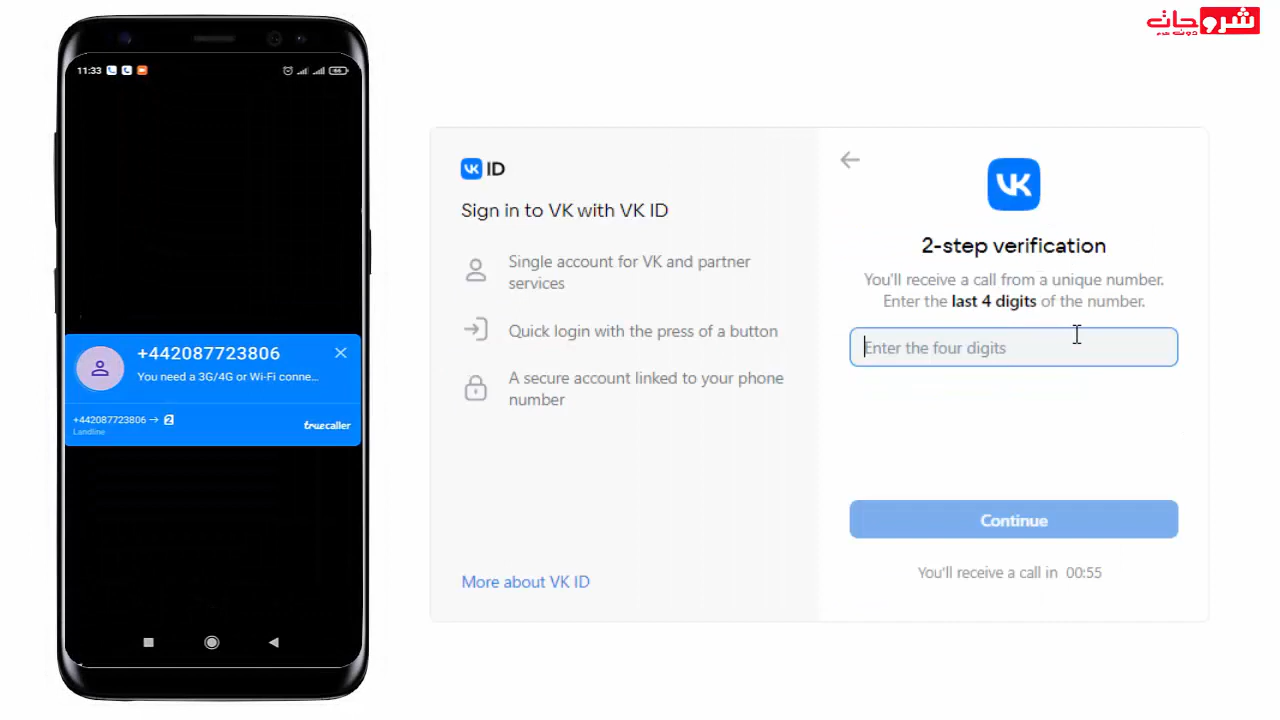 شروحات
11:33
66
+442087723806
You need a 3G/4G or Wi-Fi conne...
+442087723806 → 2
Landline
truecaller
VK ID
Sign in to VK with VK ID
Single account for VK and partner
services
Quick login with the press of a button
A secure account linked to your phone
number
More about VK ID
VK
2-step verification
You'll receive a call from a unique number.
Enter the last 4 digits of the number.
Enter the four digits
Continue
You'll receive a call in 00:55